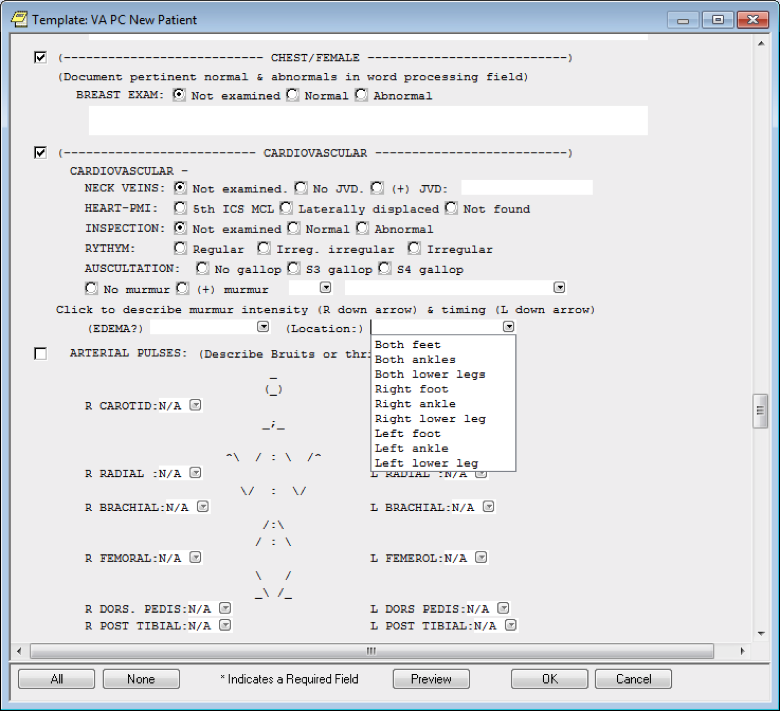 Template: VA PC New Patient
(--------------------------- CHEST/FEMALE ---------------------------)
(Document pertinent normal & abnormals in word processing field)
BREAST EXAM: Not examined Normal Abnormal
(-------------------------- CARDIOVASCULAR --------------------------)
CARDIOVASCULAR -
NECK VEINS: Not examined. No JVD. (+) JVD:
HEART-PMI: 5th ICS MCL Laterally displaced Not found
INSPECTION: Not examined Normal Abnormal
RYTHYM: Regular Irreg. irregular Irregular
AUSCULTATION: No gallop S3 gallop S4 gallop
No murmur (+) murmur
Click to describe murmur intensity (R down arrow) & timing (L down arrow)
(EDEMA?) (Location:)
Both feet
Both ankles
Both lower legs
Right foot
Right ankle
Right lower leg
Left foot
Left ankle
Left lower leg
ARTERIAL PULSES: (Describe Bruits or thr
_
(_)
R CAROTID:N/A
_;_
^\ / : \ /^
R RADIAL :N/A L RADIAL :N/A
\/ : \/
R BRACHIAL:N/A L BRACHIAL:N/A
/:\
/ : \
R FEMORAL:N/A L FEMEROL:N/A
\ /
_\ /_
R DORS. PEDIS:N/A L DORS PEDIS:N/A
R POST TIBIAL:N/A L POST TIBIAL:N/A
All None * Indicates a Required Field Preview OK Cancel